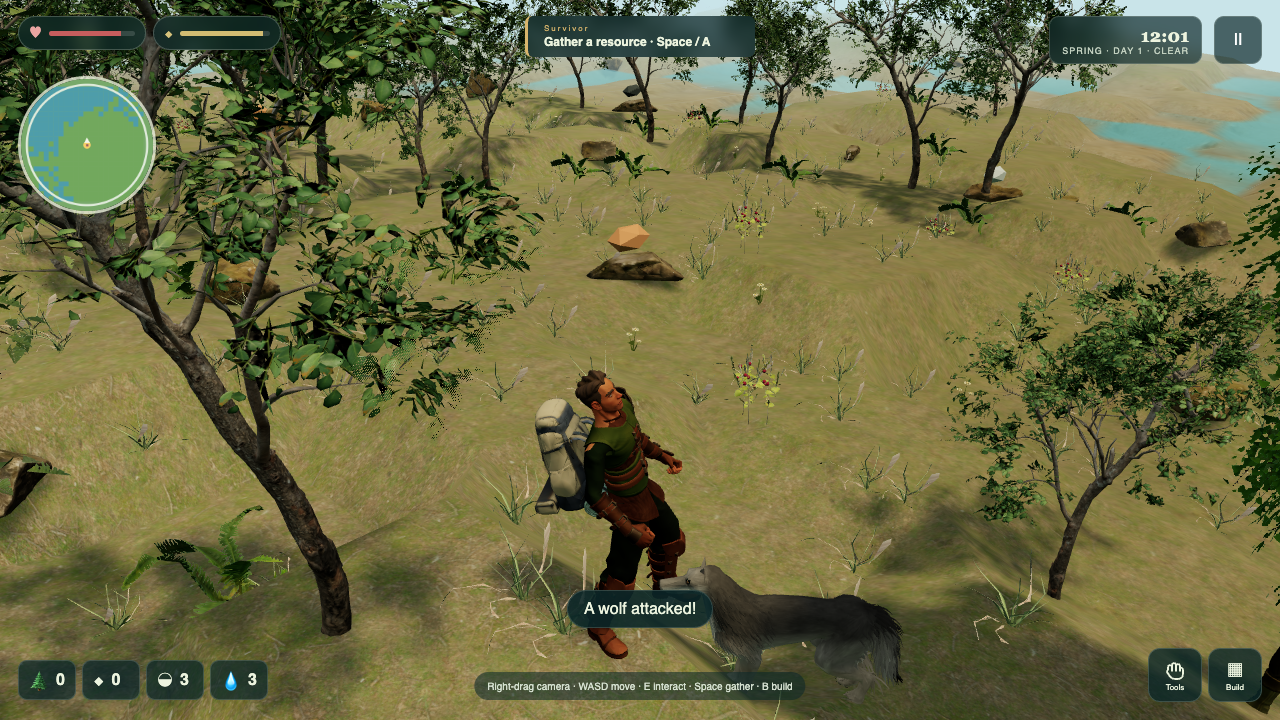 Survivor
Gather a resource · Space / A
12:01
SPRING · DAY 1 · CLEAR
A wolf attacked!
0
0
3
3
Right-drag camera · WASD move · E interact · Space gather · B build
Tools
Build